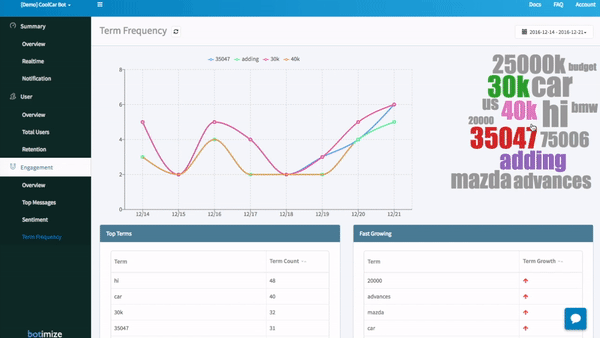 [Demo] CoolCar Bot
Docs FAQ Account
Summary
Overview
Realtime
Notification
User
Overview
Total Users
Retention
Engagement
Overview
Top Messages
Sentiment
Term Frequency
botimize
Term Frequency
2016-12-14 - 2016-12-21
35047 adding 30k 40k
8
6
4
2
0
12/14 12/15 12/16 12/17 12/18 12/19 12/20 12/21
25000k budget
30k car
us 40k hi bmw
20000
35047 75006
adding
mazda advances
Top Terms
Term Term Count
hi 48
car 40
30k 32
35047 31
Fast Growing
Term Term Growth
20000
advances
mazda
car